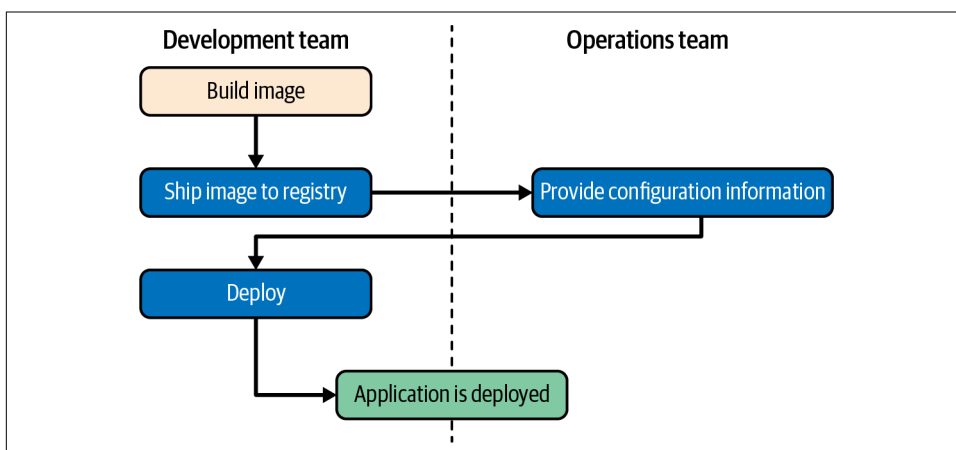 Development team
Operations team
Build image
Ship image to registry
Provide configuration information
Deploy
Application is deployed